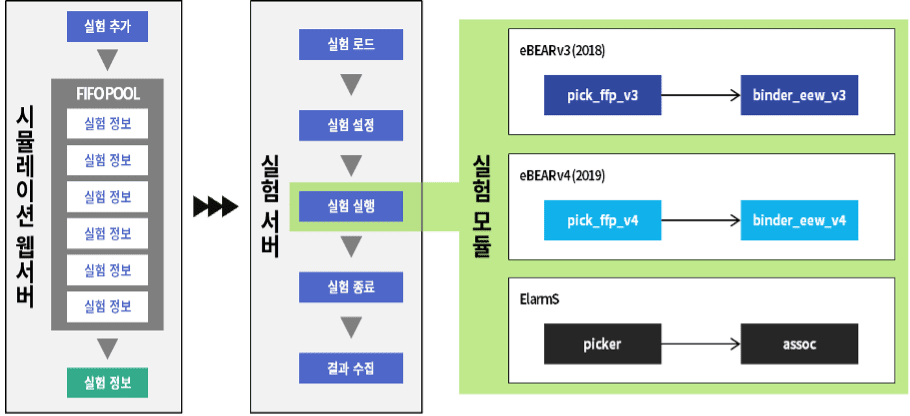 시뮬레이션 웹서버
실험 추가
FIFO POOL
실험 정보
실험 정보
실험 정보
실험 정보
실험 정보
실험 정보
실험 정보
실험 서버
실험 로드
실험 설정
실험 실행
실험 종료
결과 수집
실험 모듈
eBEARv3 (2018)
pick_ffp_v3
binder_eew_v3
eBEARv4 (2019)
pick_ffp_v4
binder_eew_v4
ElarmS
picker
assoc